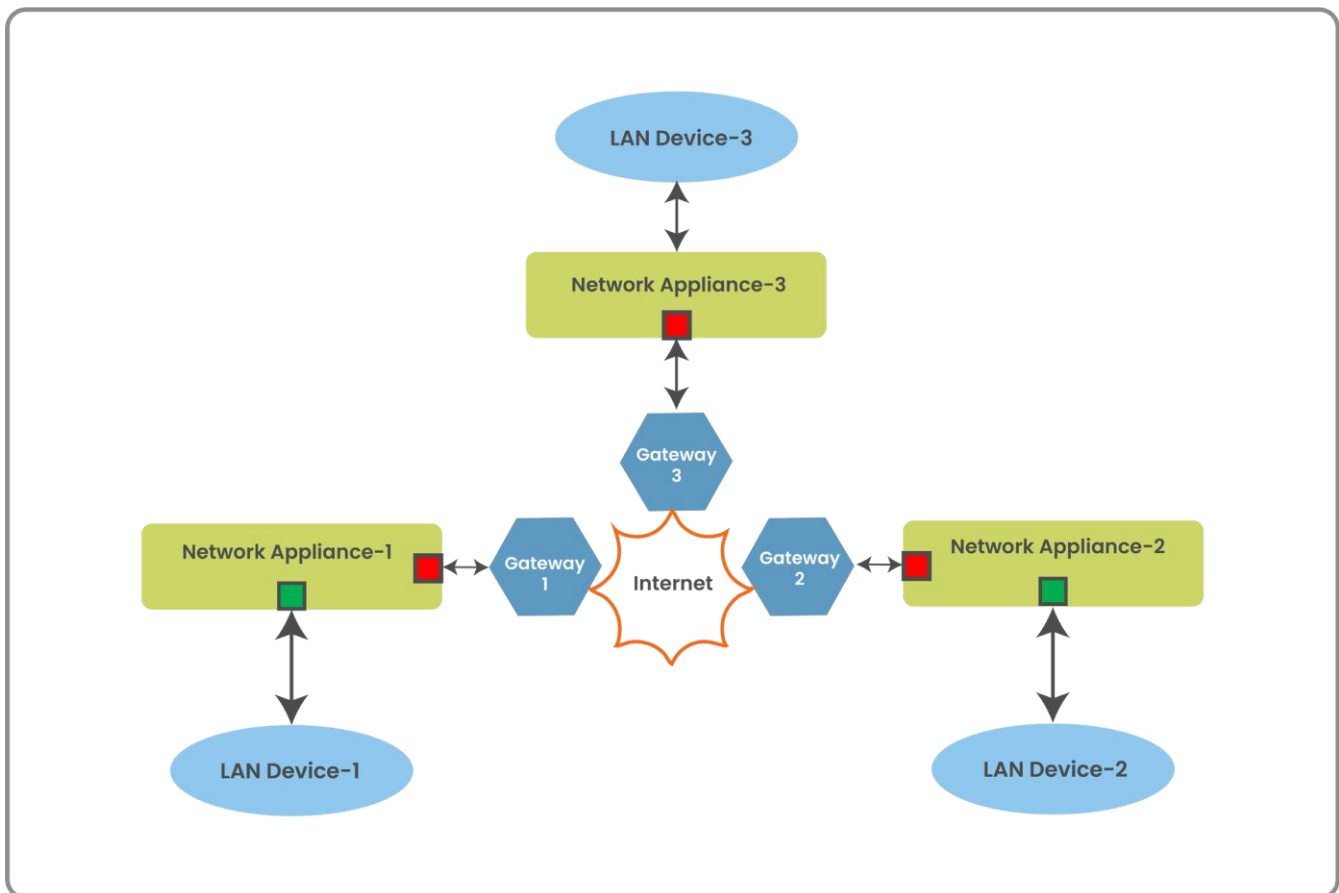 LAN Device-3
Network Appliance-3
Gateway
3
Network Appliance-1
Gateway
1
Internet
Gateway
2
Network Appliance-2
LAN Device-1
LAN Device-2